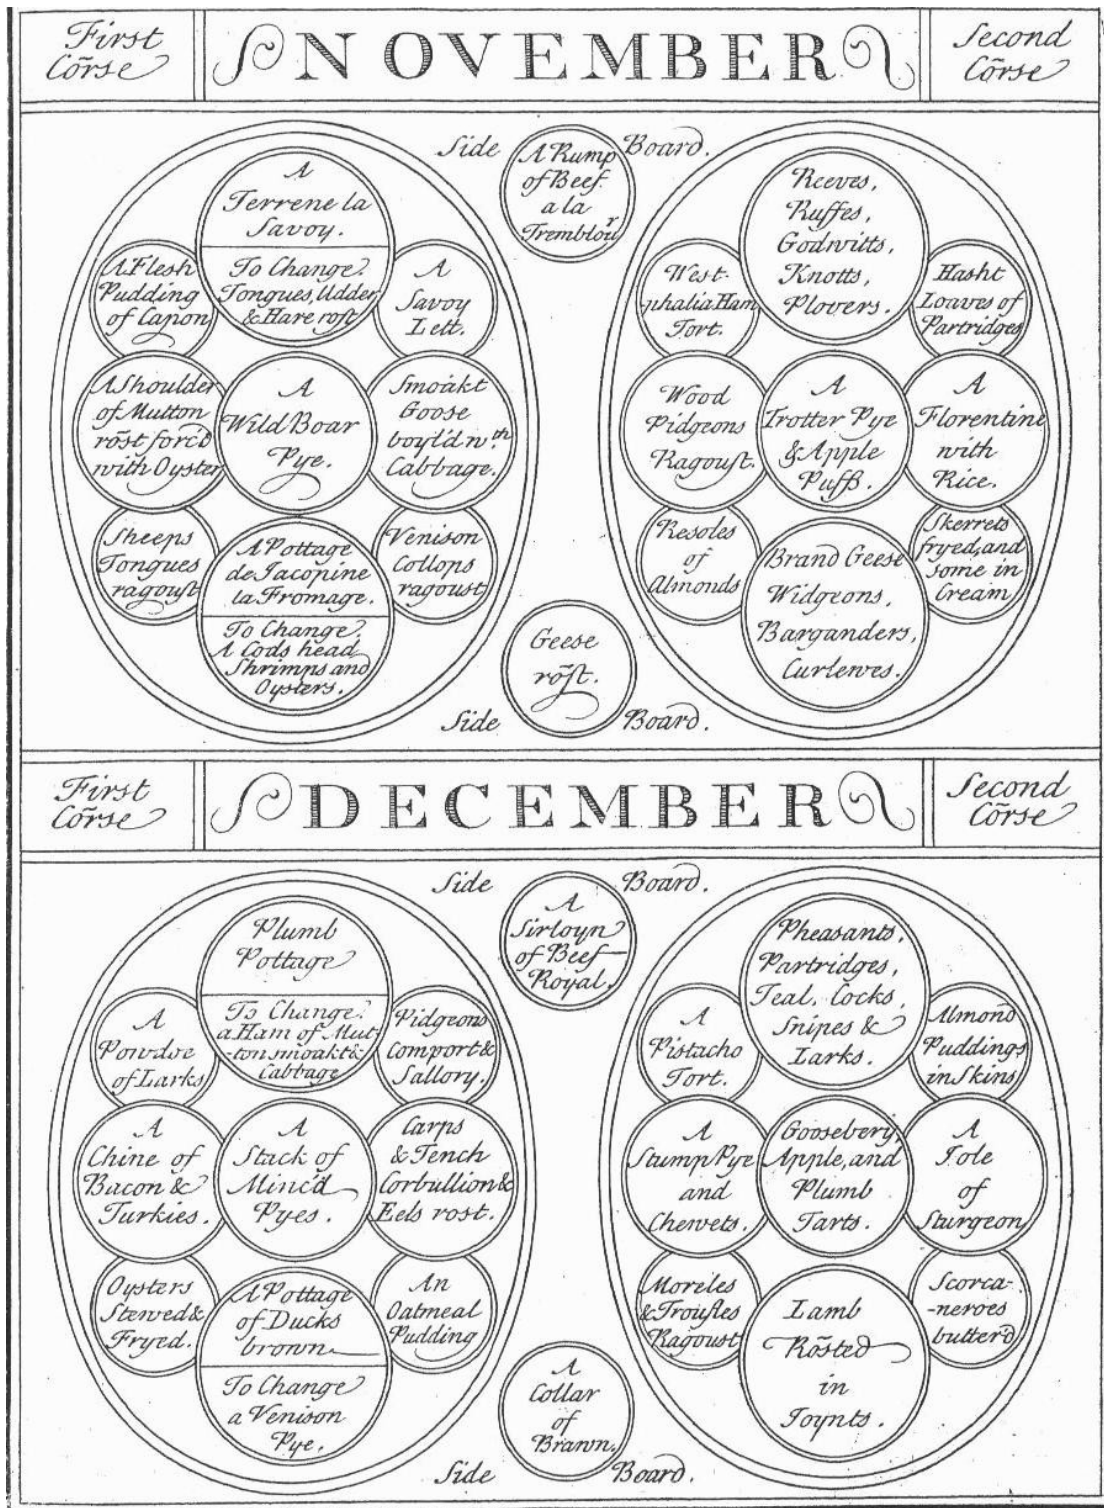 First
Cõrse
NOVEMBER
Second
Cõrse
A
Terrene la
Savoy.
To Change.
Tongues, Udder
& Hare rost
A Flesh
Pudding
of Capon
A
Savoy
Lett.
A Shoulder
of Mutton
rõst forc'd
with Oyster
A
Wild Boar
Pye.
Smoakt
Goose
boyl'd wth
Cabbage.
Sheeps
Tongues
ragoust
A Pottage
de Jacopine
la Fromage.
To Change.
A Cods head
Shrimps and
Oysters.
Venison
Collops
ragoust
Side Board.
A Rump
of Beef
a la
Tremblour
Geese
rõst.
Side Board.
Reeves,
Ruffes,
Godwitts,
Knotts,
Plovers.
West-
phalia Ham
Tort.
Hasht
Loaves of
Partridges
Wood
Pidgeons
Ragoust.
A
Trotter Pye
& Apple
Puffs.
A
Florentine
with
Rice.
Resoles
of
Almonds
Brand Geese
Widgeons,
Barganders,
Curlewes.
Skerrets
fryed, and
some in
Cream
First
Cõrse
DECEMBER
Second
Cõrse
Plumb
Pottage
To Change.
a Ham of Mut-
-ton smoakt &
Cabbage
A
Powdoe
of Larks
Pidgeons
Comport &
Sallory.
A
Chine of
Bacon &
Turkies.
A
Stack of
Minc'd
Pyes.
Carps
& Tench
Corbullion &
Eels rost.
Oysters
Stewed &
Fryed.
A Pottage
of Ducks
brown
To Change
a Venison
Pye.
An
Oatmeal
Pudding
Side Board.
A
Sirloyn
of Beef
Royal.
A
Collar
of
Brawn.
Side Board.
Pheasants,
Partridges,
Teal, Cocks,
Snipes &
Larks.
A
Pistacho
Tort.
Almond
Puddings
in Skins
A
Stump Pye
and
Chewets.
Goosebery,
Apple, and
Plumb
Tarts.
A
Jole
of
Sturgeon
Moreles
& Troufles
Ragoust
Lamb
Rõsted
in
Joynts.
Scorca-
-neroes
butter'd